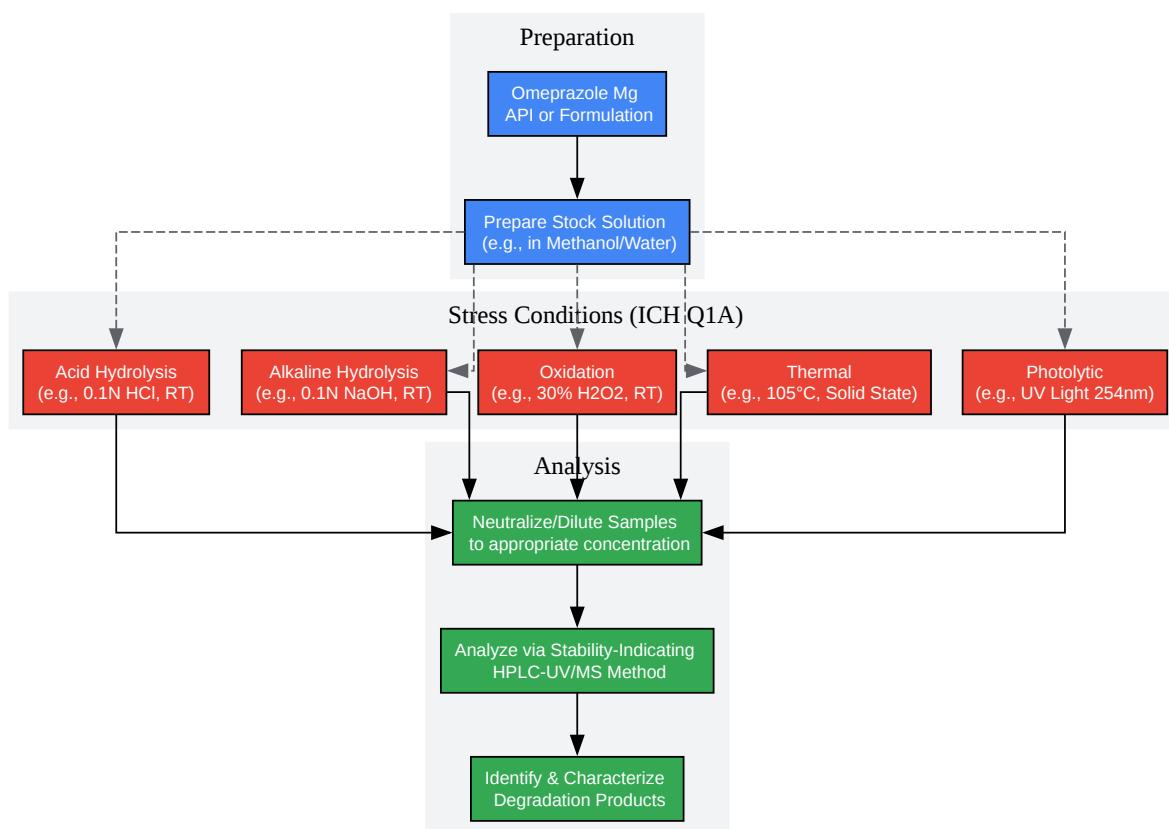 Preparation
Omeprazole Mg
API or Formulation
Prepare Stock Solution
(e.g., in Methanol/Water)
Stress Conditions (ICH Q1A)
Acid Hydrolysis
(e.g., 0.1N HCl, RT)
Alkaline Hydrolysis
(e.g., 0.1N NaOH, RT)
Oxidation
(e.g., 30% H2O2, RT)
Thermal
(e.g., 105°C, Solid State)
Photolytic
(e.g., UV Light 254nm)
Analysis
Neutralize/Dilute Samples
to appropriate concentration
Analyze via Stability-Indicating
HPLC-UV/MS Method
Identify & Characterize
Degradation Products